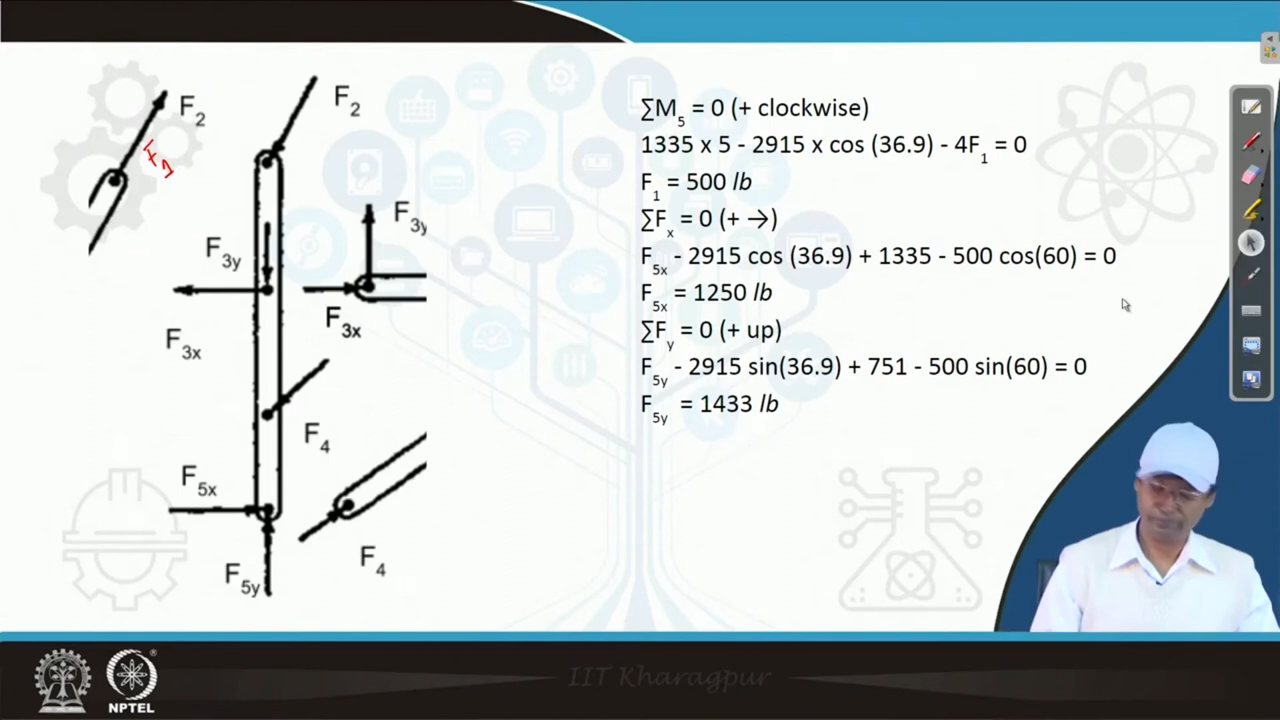 F2
F1
F2
F3y
F3y
F3x
F3x
F4
F5x
F4
F5y
∑M5 = 0 (+ clockwise)
1335 x 5 - 2915 x cos (36.9) - 4F1 = 0
F1 = 500 lb
∑Fx = 0 (+ →)
F5x - 2915 cos (36.9) + 1335 - 500 cos(60) = 0
F5x = 1250 lb
∑Fy = 0 (+ up)
F5y - 2915 sin(36.9) + 751 - 500 sin(60) = 0
F5y = 1433 lb
IIT Kharagpur
NPTEL
®